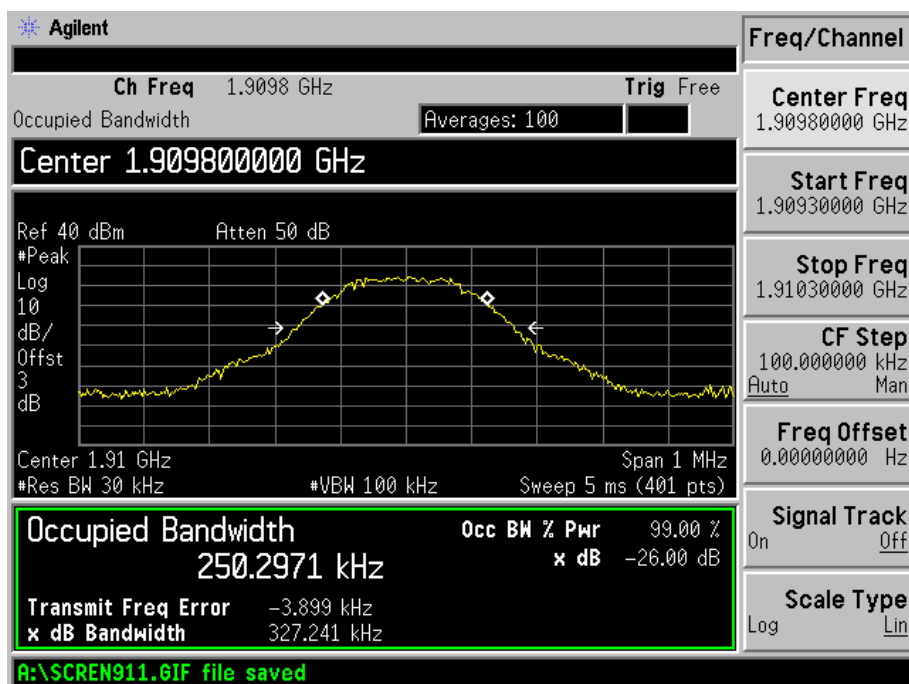 Agilent
Freq/Channel
Ch Freq 1.9098 GHz Trig Free
Occupied Bandwidth Averages: 100
Center 1.909800000 GHz
Ref 40 dBm Atten 50 dB
#Peak
Log
10
dB/
Offst
3
dB
Center 1.91 GHz Span 1 MHz
#Res BW 30 kHz #VBW 100 kHz Sweep 5 ms (401 pts)
Occupied Bandwidth Occ BW % Pwr 99.00 %
250.2971 kHz x dB -26.00 dB
Transmit Freq Error -3.899 kHz
x dB Bandwidth 327.241 kHz
A:\SCREN911.GIF file saved
Center Freq
1.90980000 GHz
Start Freq
1.90930000 GHz
Stop Freq
1.91030000 GHz
CF Step
100.000000 kHz
Auto Man
Freq Offset
0.00000000 Hz
Signal Track
On Off
Scale Type
Log Lin